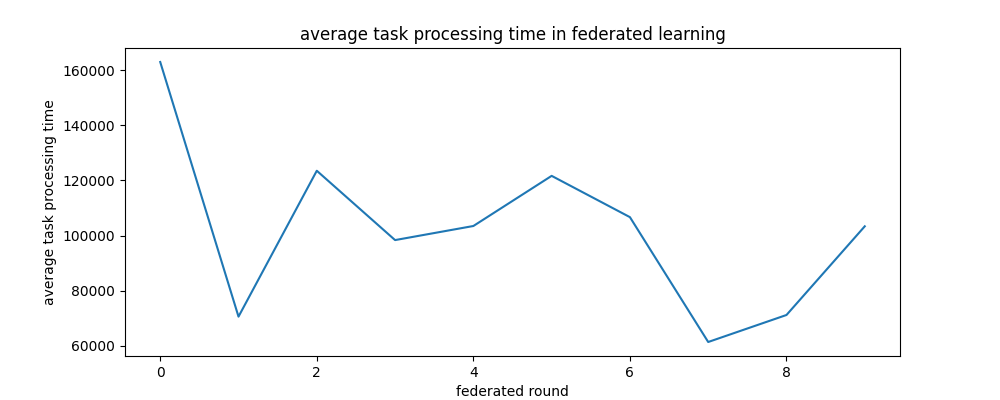 average task processing time in federated learning
160000
140000
120000
100000
80000
60000
average task processing time
0 2 4 6 8
federated round